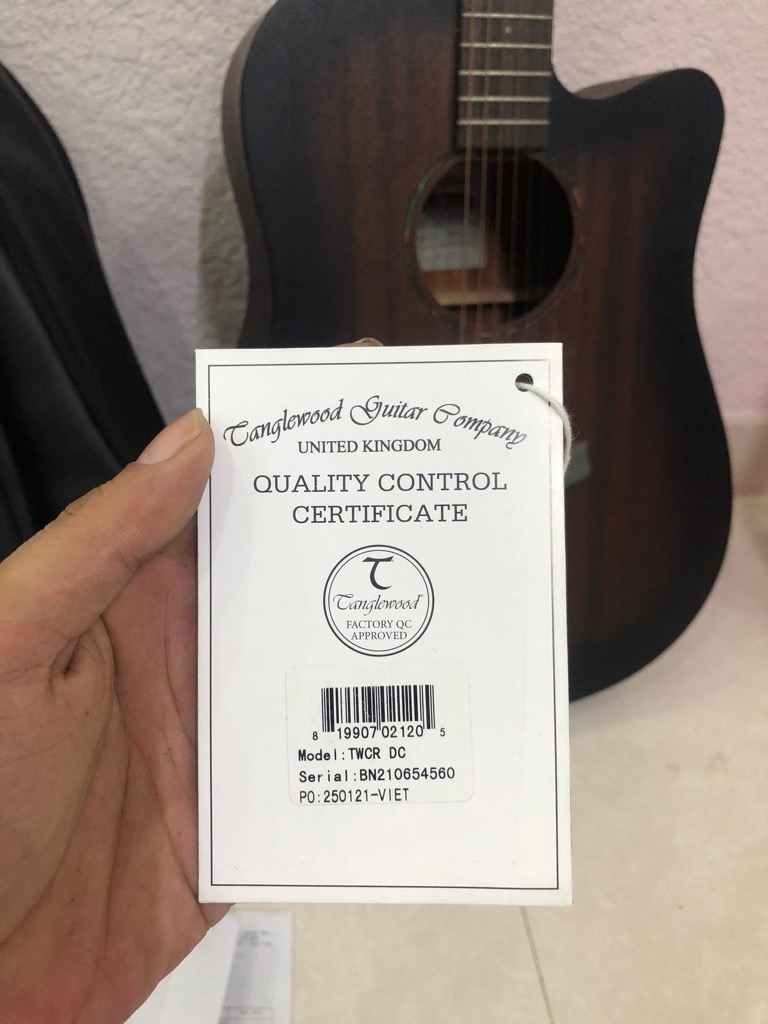 Tanglewood Guitar Company
UNITED KINGDOM
QUALITY CONTROL
CERTIFICATE
T
Tanglewood®
FACTORY QC
APPROVED
8 19907 02120 5
Model:TWCR DC
Serial:BN210654560
PO:250121-VIET